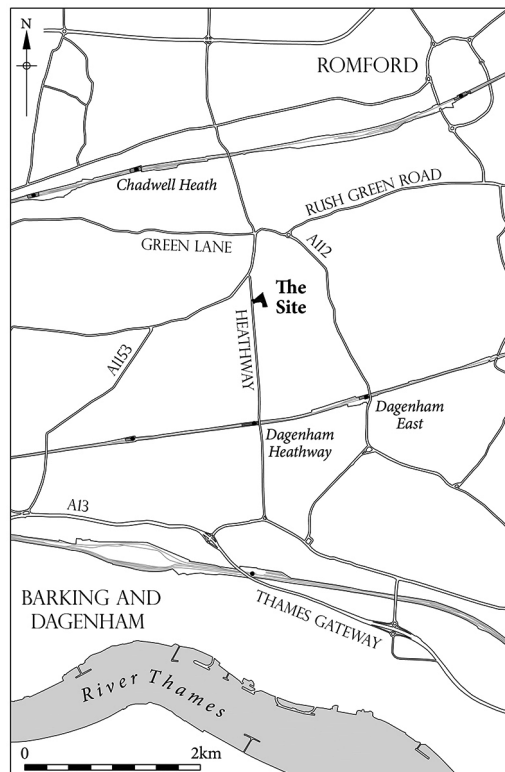 N
ROMFORD
Chadwell Heath
RUSH GREEN ROAD
GREEN LANE
A112
The
Site
HEATHWAY
A1153
Dagenham
East
Dagenham
Heathway
A13
BARKING AND
DAGENHAM
THAMES GATEWAY
River Thames
0
2km